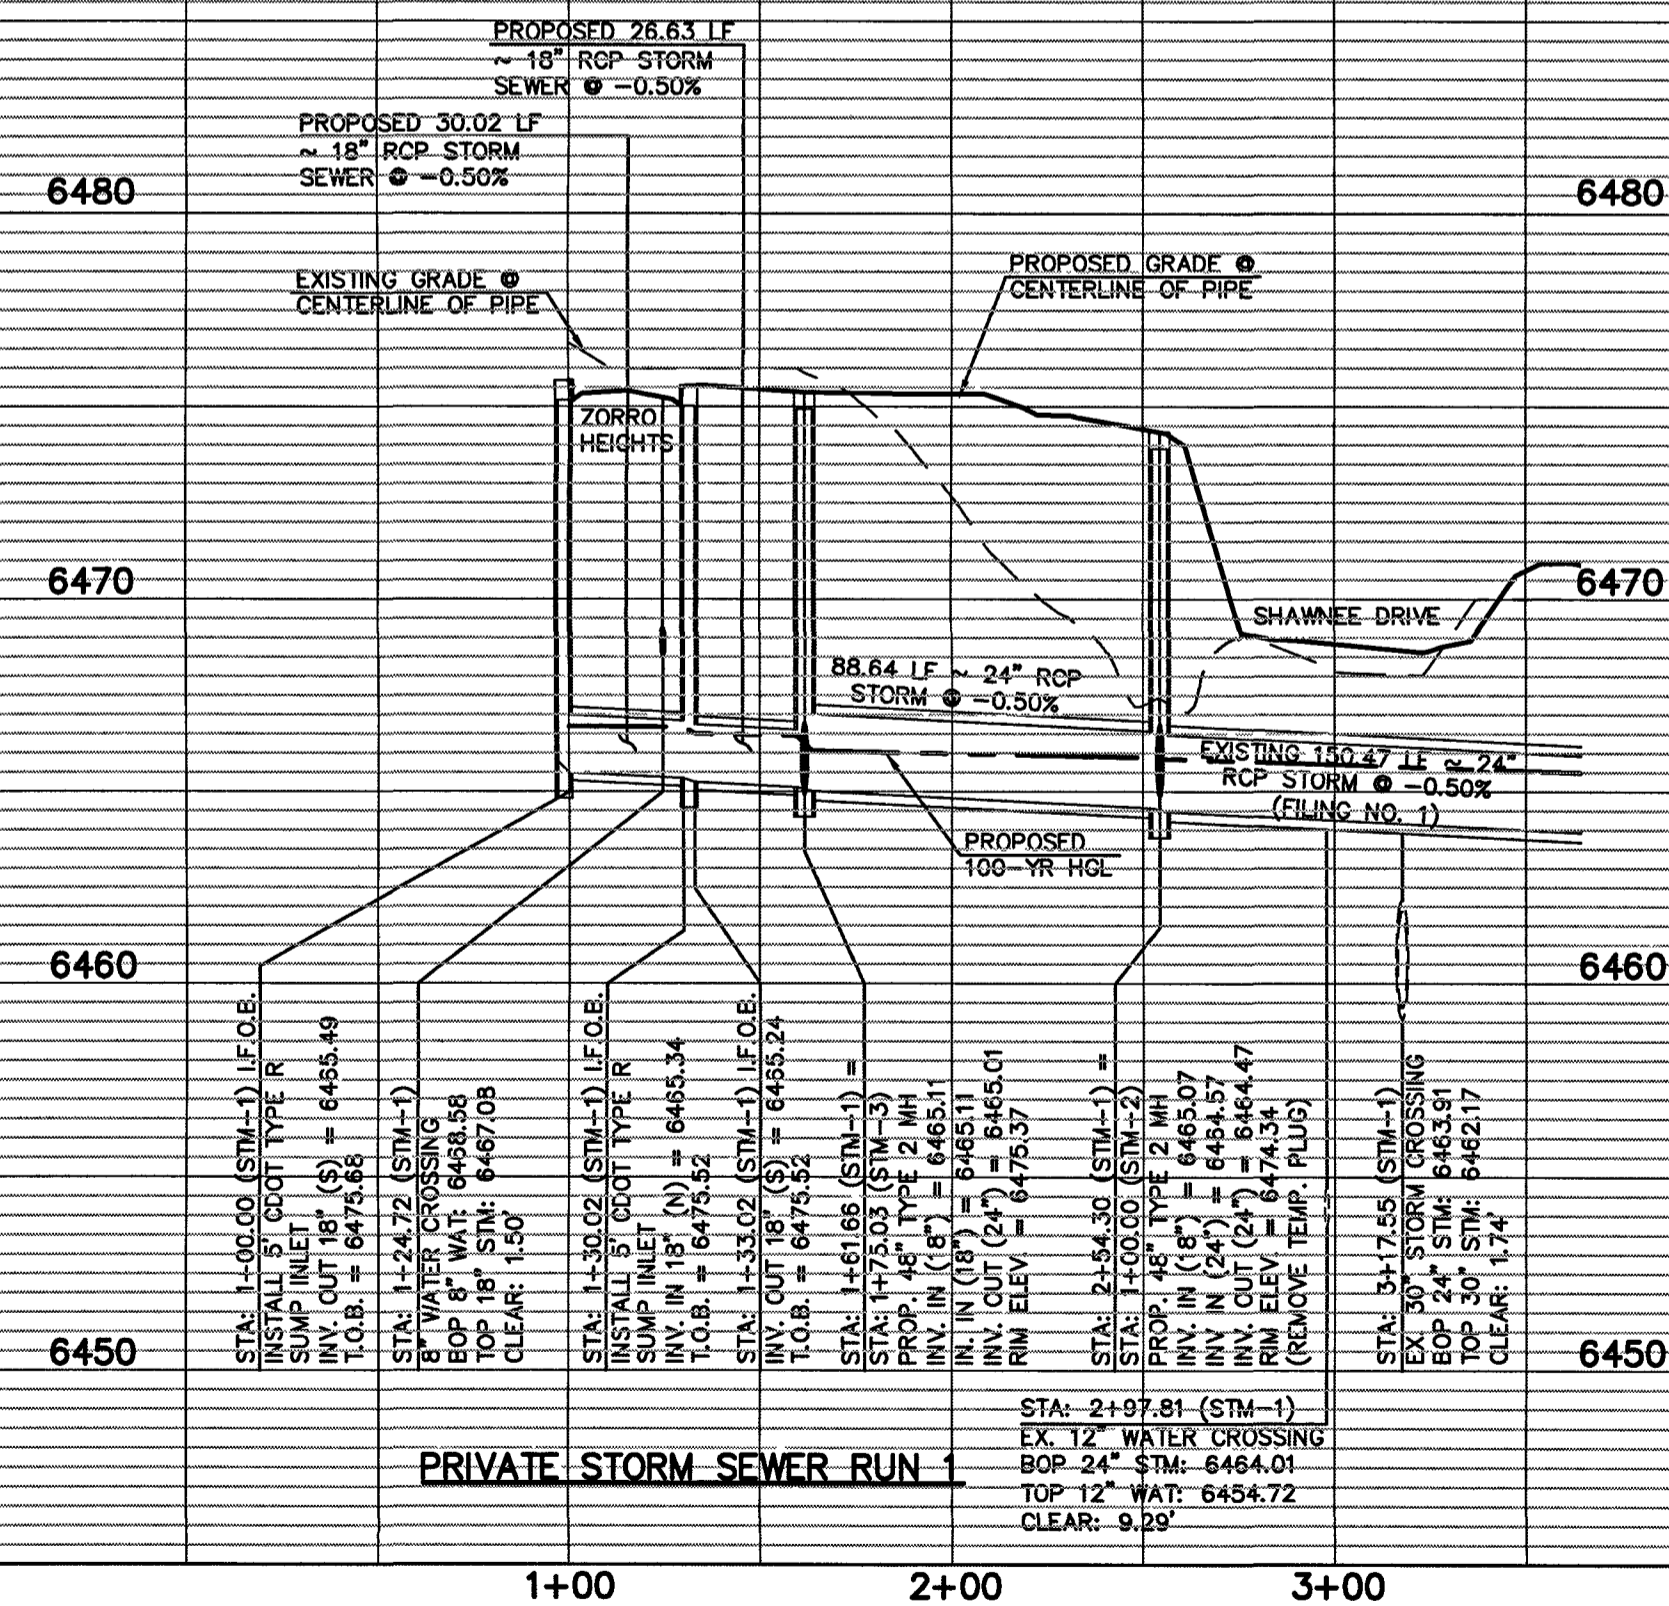 PROPOSED 26.63 LF
~ 18" RCP STORM
SEWER @ -0.50%
PROPOSED 30.02 LF
~ 18" RCP STORM
SEWER @ -0.50%
6480
6480
EXISTING GRADE @
CENTERLINE OF PIPE
PROPOSED GRADE @
CENTERLINE OF PIPE
ZORRO
HEIGHTS
6470
6470
SHAWNEE DRIVE
88.64 LF ~ 24" RCP
STORM @ -0.50%
EXISTING 150.47 LF ~ 24"
RCP STORM @ -0.50%
(FILING NO. 1)
PROPOSED
100-YR HGL
6460
6460
STA: 1+00.00 (STM-1) I.F.O.B.
INSTALL 5' CDOT TYPE R
SUMP INLET
INV. OUT 18" (S) = 6465.49
T.O.B. = 6475.68
STA: 1+24.72 (STM-1)
8" WATER CROSSING
BOP 8" WAT: 6468.58
TOP 18" STM: 6467.08
CLEAR: 1.50'
STA: 1+30.02 (STM-1) I.F.O.B.
INSTALL 5' CDOT TYPE R
SUMP INLET
INV. IN 18" (N) = 6465.34
T.O.B. = 6475.52
STA: 1+33.02 (STM-1) I.F.O.B.
INV. OUT 18" (S) = 6465.24
T.O.B. = 6475.52
STA: 1+61.66 (STM-1) =
STA: 1+75.03 (STM-3)
PROP. 48" TYPE 2 MH
INV. IN (18") = 6465.11
IN. IN (18") = 6465.11
INV. OUT (24") = 6465.01
RIM ELEV. = 6475.37
STA: 2+54.30 (STM-1) =
STA: 1+00.00 (STM-2)
PROP. 48" TYPE 2 MH
INV. IN (18") = 6465.07
INV IN (24") = 6464.57
INV. OUT (24") = 6464.47
RIM ELEV. = 6474.34
(REMOVE TEMP. PLUG)
STA: 3+17.55 (STM-1)
EX 30" STORM CROSSING
BOP 24" STM: 6463.91
TOP 30" STM: 6462.17
CLEAR: 1.74'
6450
6450
STA: 2+97.81 (STM-1)
EX. 12" WATER CROSSING
BOP 24" STM: 6464.01
TOP 12" WAT: 6454.72
CLEAR: 9.29'
PRIVATE STORM SEWER RUN 1
1+00
2+00
3+00